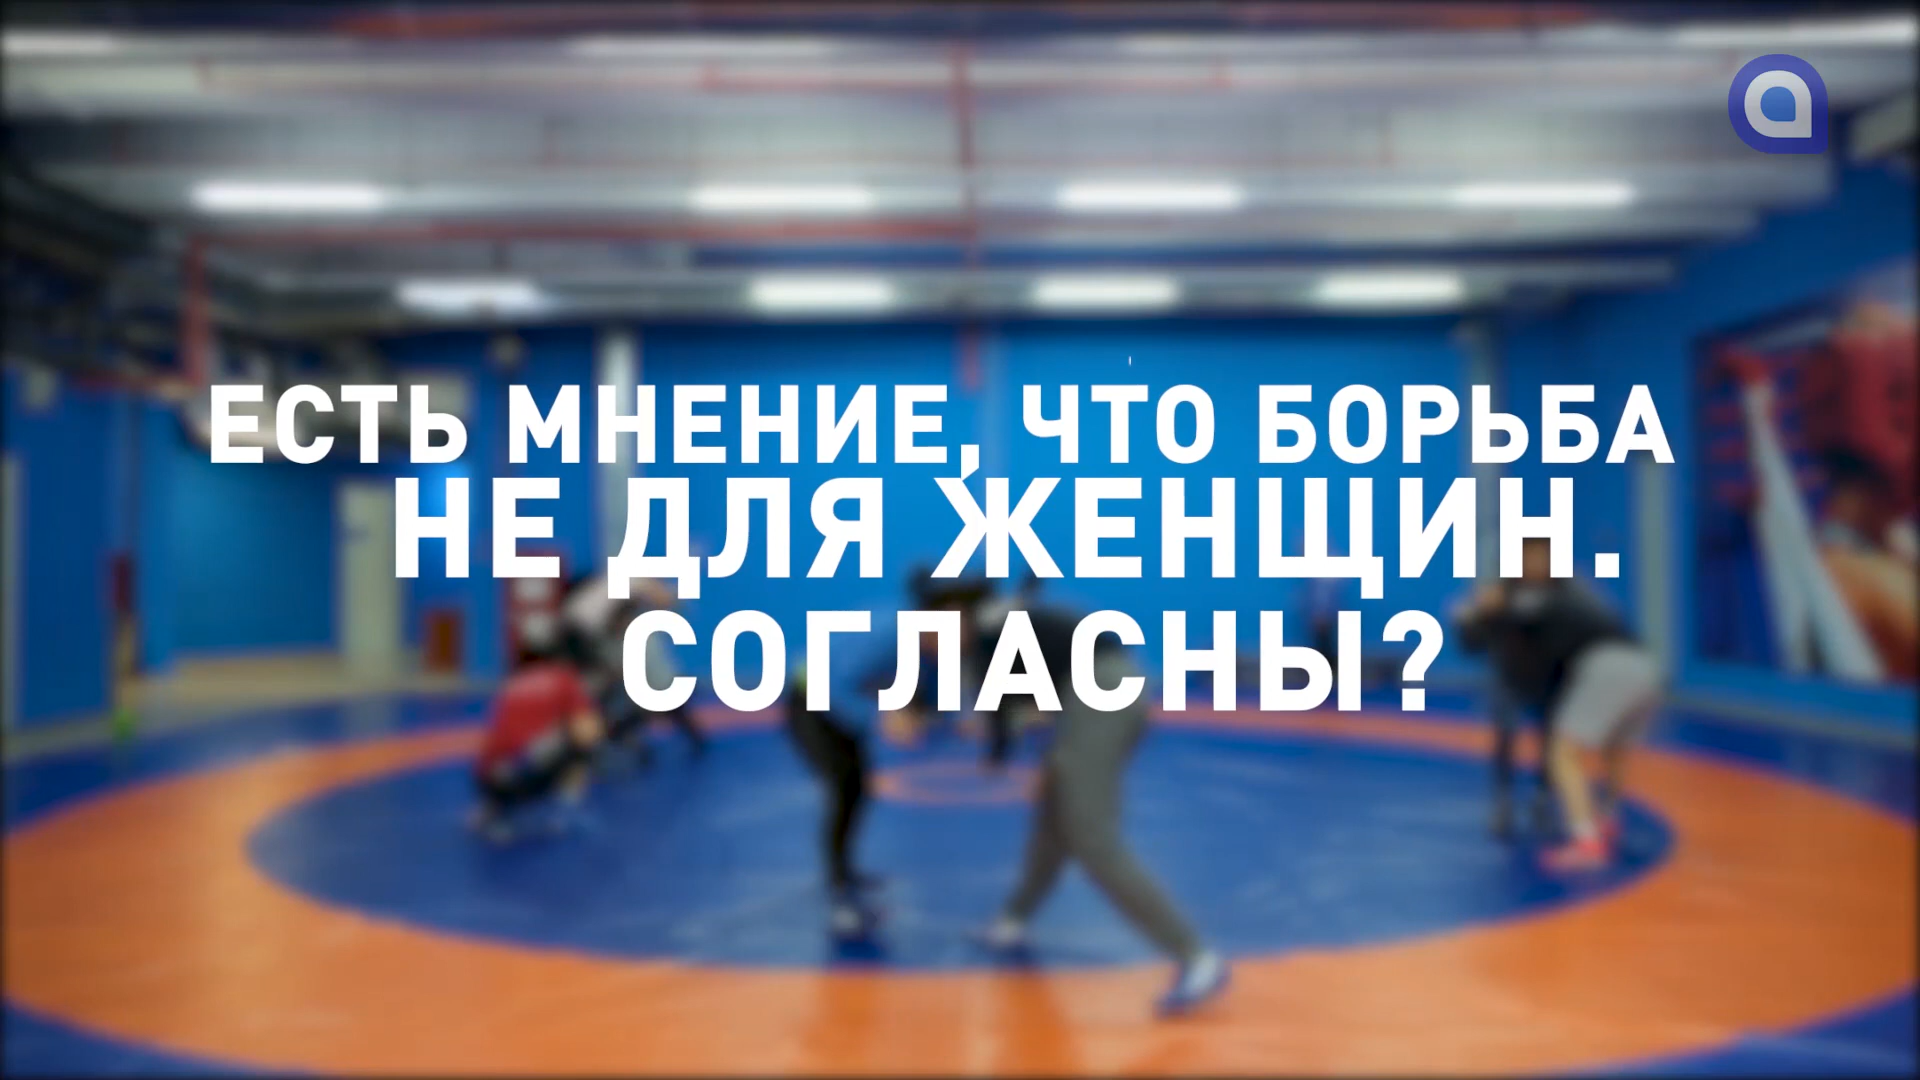 ЕСТЬ МНЕНИЕ, ЧТО БОРЬБА
НЕ ДЛЯ ЖЕНЩИН.
СОГЛАСНЫ?